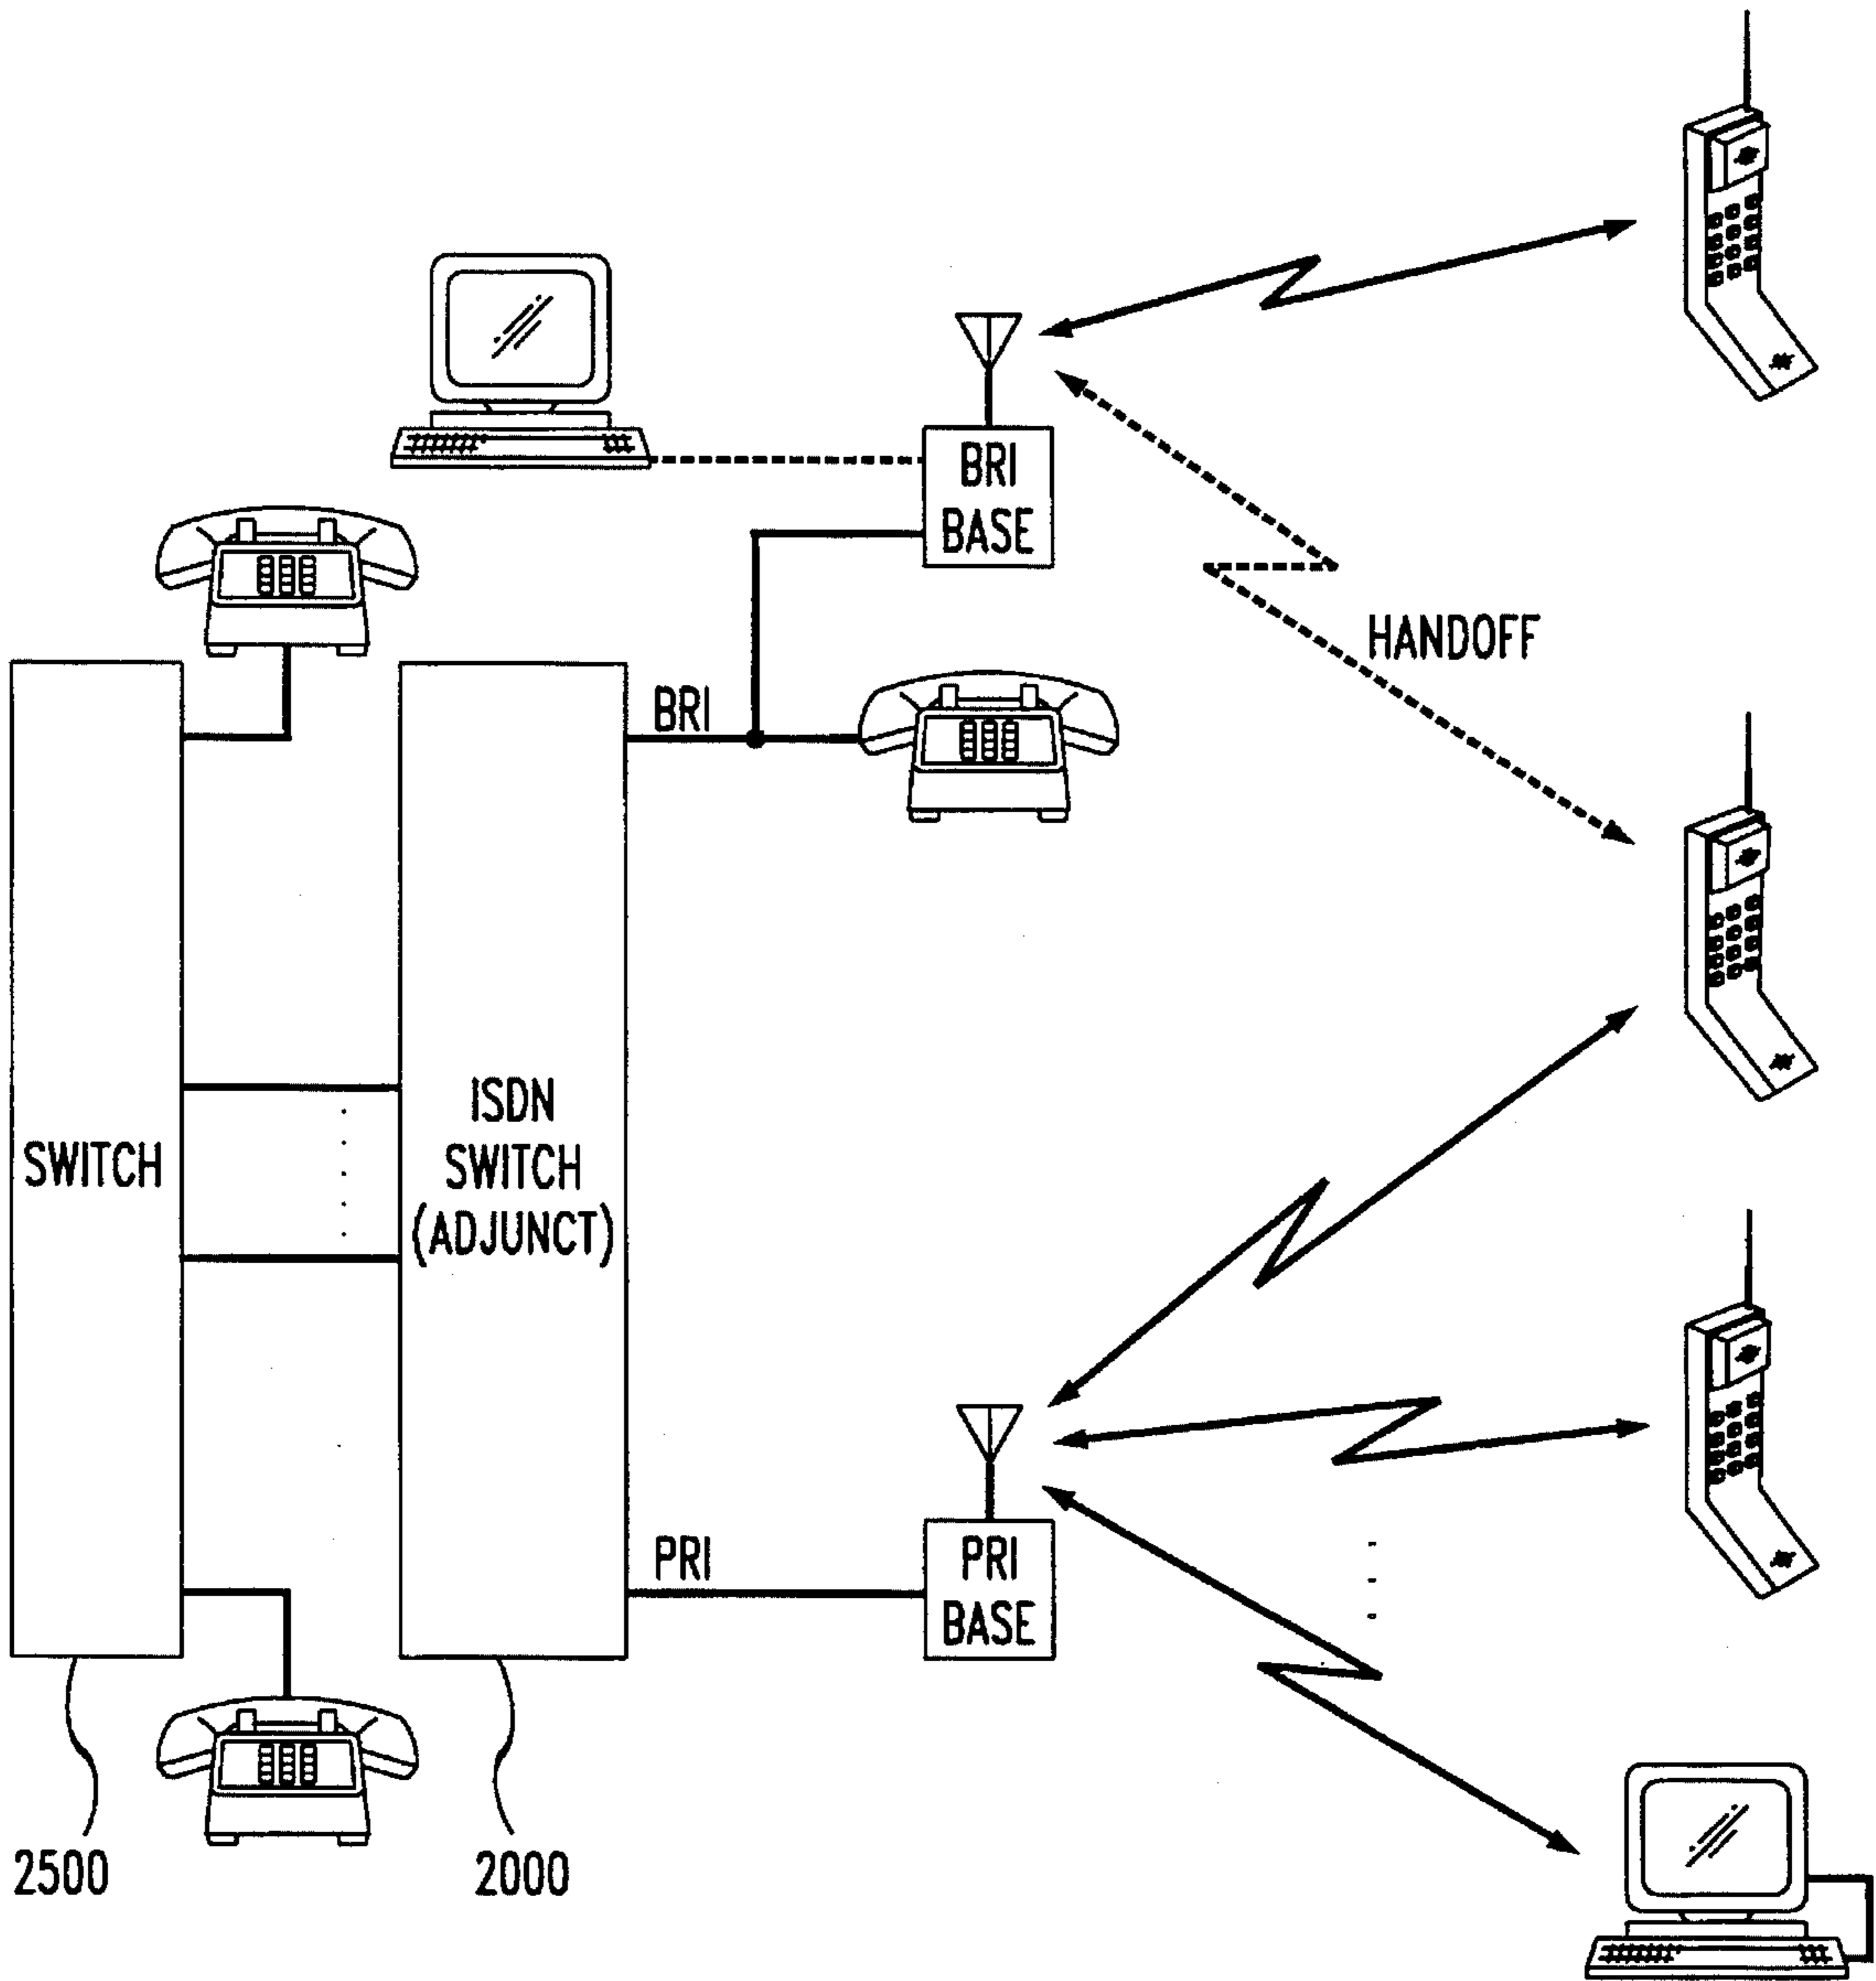 BRI
BASE
HANDOFF
BRI
SWITCH
ISDN
SWITCH
(ADJUNCT)
PRI
PRI
BASE
2500
2000